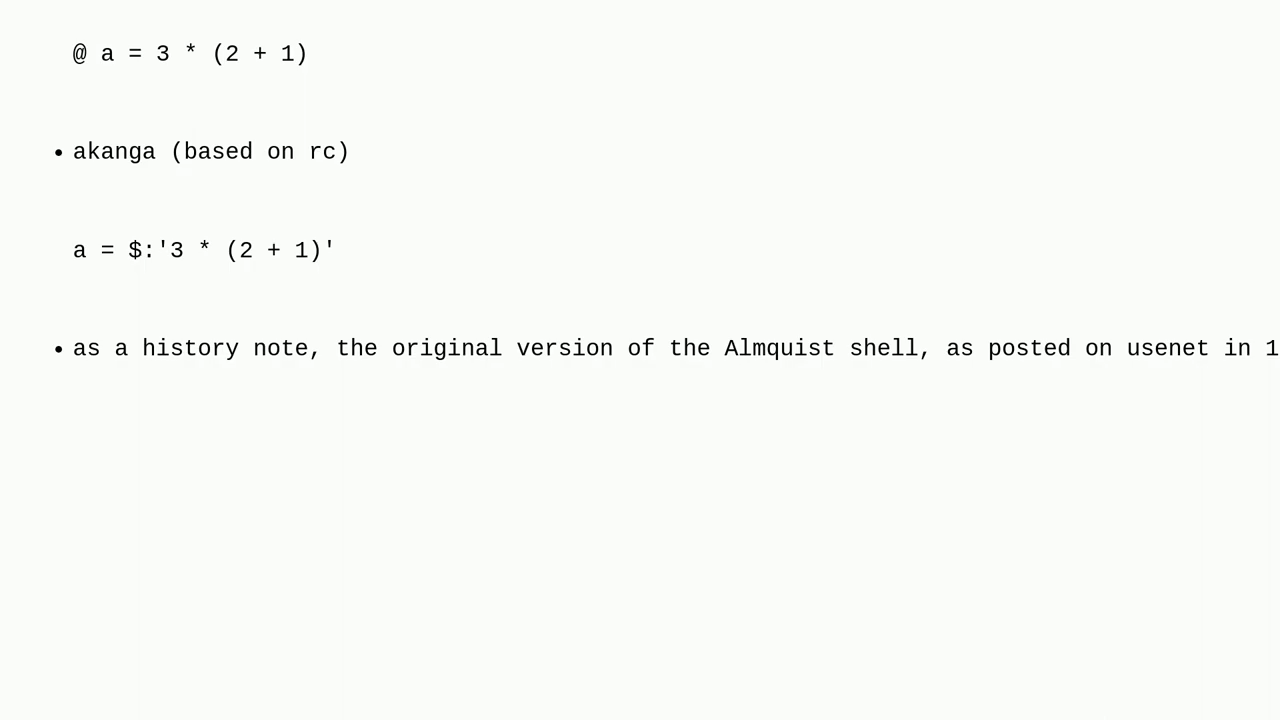 @ a = 3 * (2 + 1)
• akanga (based on rc)
a = $:'3 * (2 + 1)'
• as a history note, the original version of the Almquist shell, as posted on usenet in 1